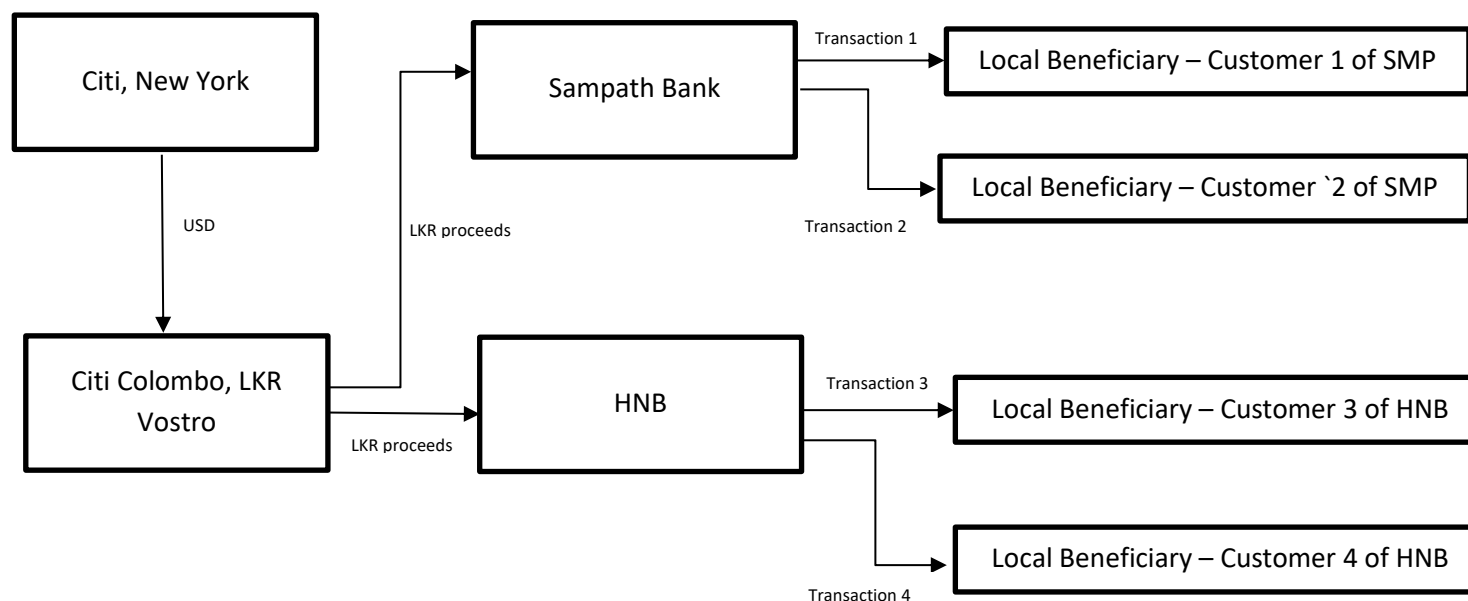 Citi, New York
Sampath Bank
Transaction 1
Local Beneficiary – Customer 1 of SMP
Local Beneficiary – Customer `2 of SMP
Transaction 2
USD
LKR proceeds
Citi Colombo, LKR
Vostro
LKR proceeds
HNB
Transaction 3
Local Beneficiary – Customer 3 of HNB
Local Beneficiary – Customer 4 of HNB
Transaction 4